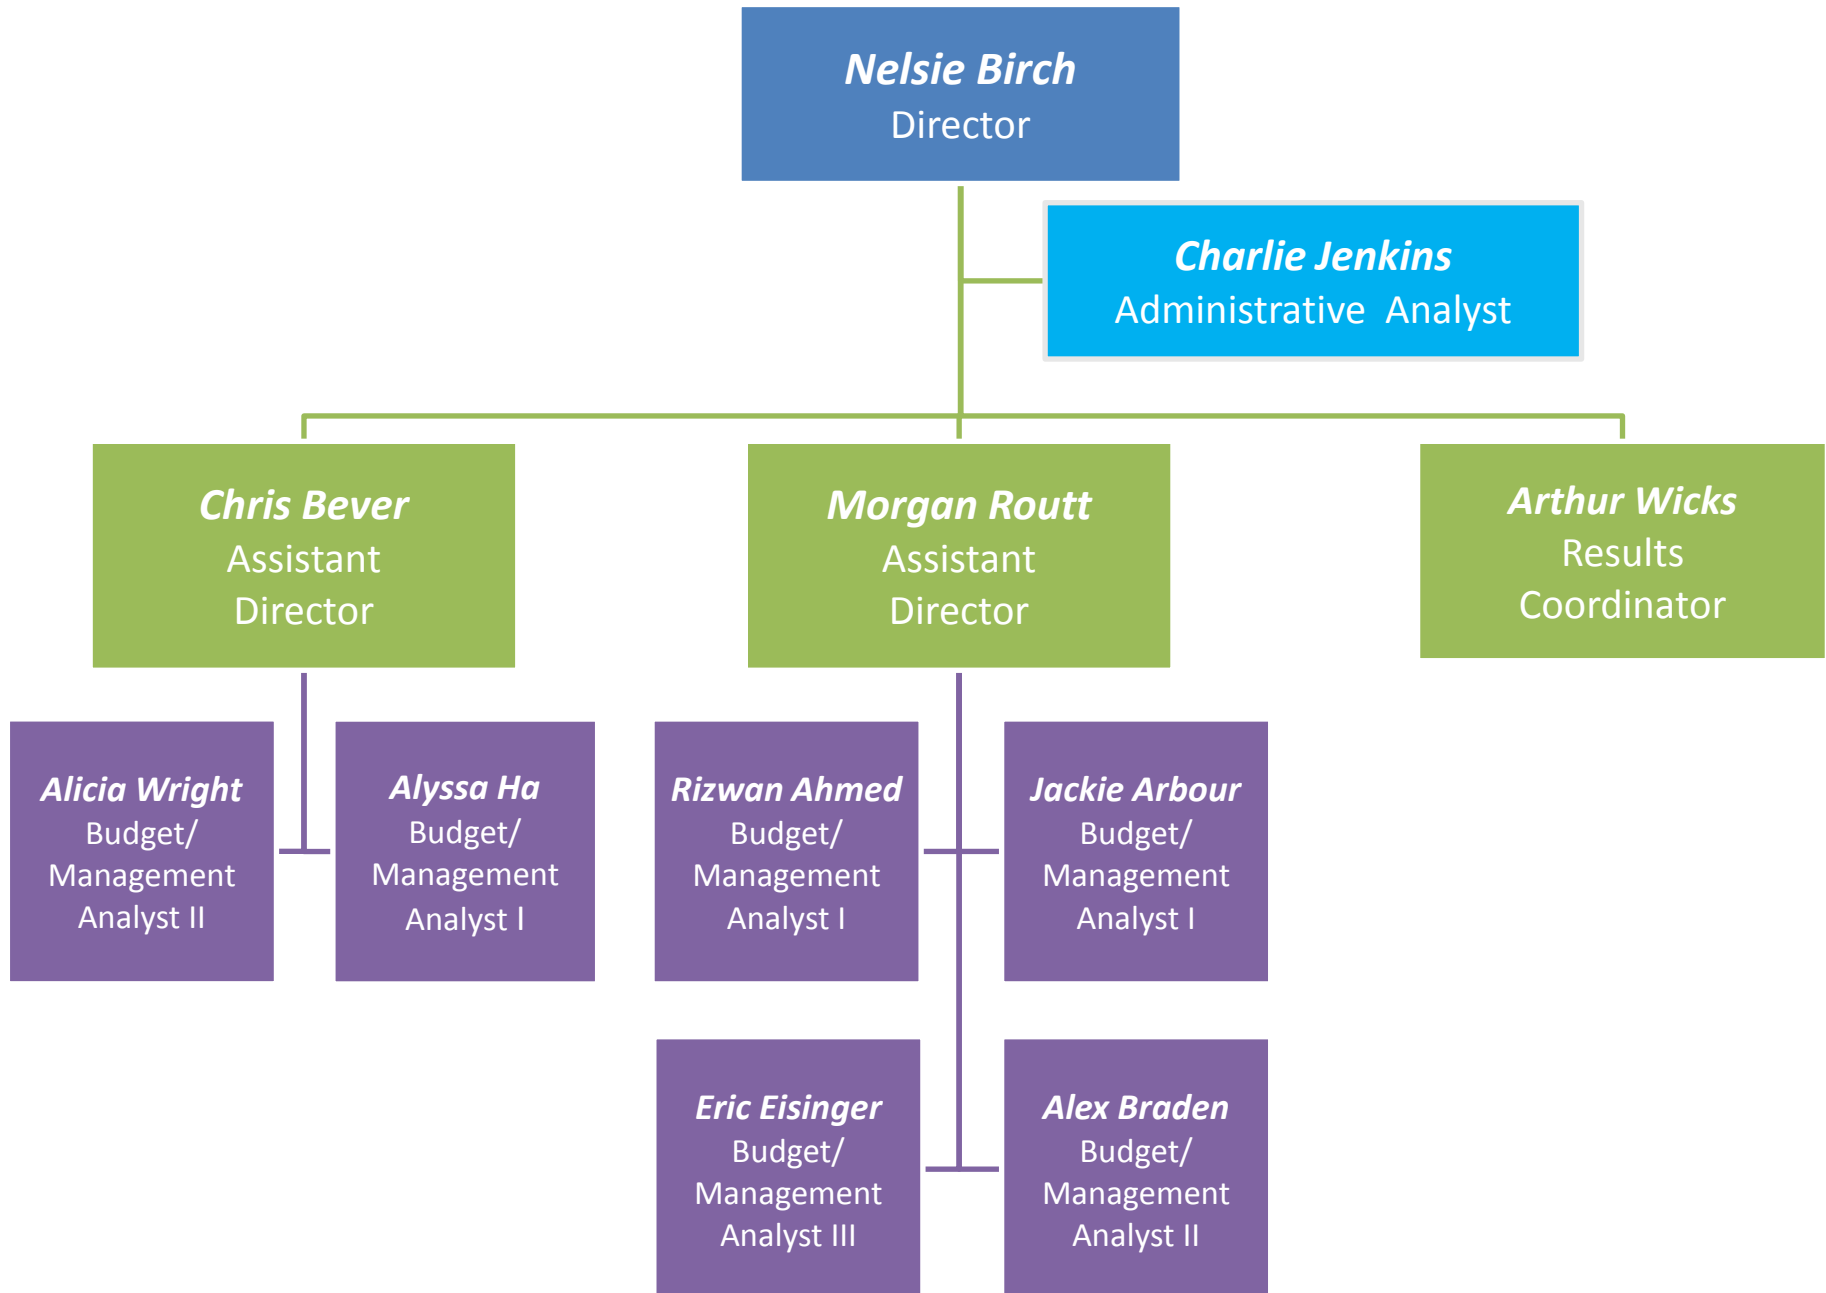 Nelsie Birch
Director
Charlie Jenkins
Administrative Analyst
Chris Bever
Assistant
Director
Morgan Routt
Assistant
Director
Arthur Wicks
Results
Coordinator
Alicia Wright
Budget/
Management
Analyst II
Alyssa Ha
Budget/
Management
Analyst I
Rizwan Ahmed
Budget/
Management
Analyst I
Jackie Arbour
Budget/
Management
Analyst I
Eric Eisinger
Budget/
Management
Analyst III
Alex Braden
Budget/
Management
Analyst II